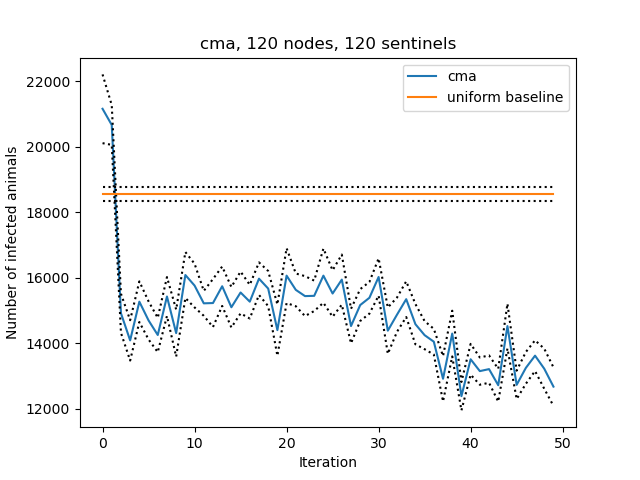 cma, 120 nodes, 120 sentinels
cma
uniform baseline
22000
20000
18000
16000
14000
12000
Number of infected animals
0 10 20 30 40 50
Iteration